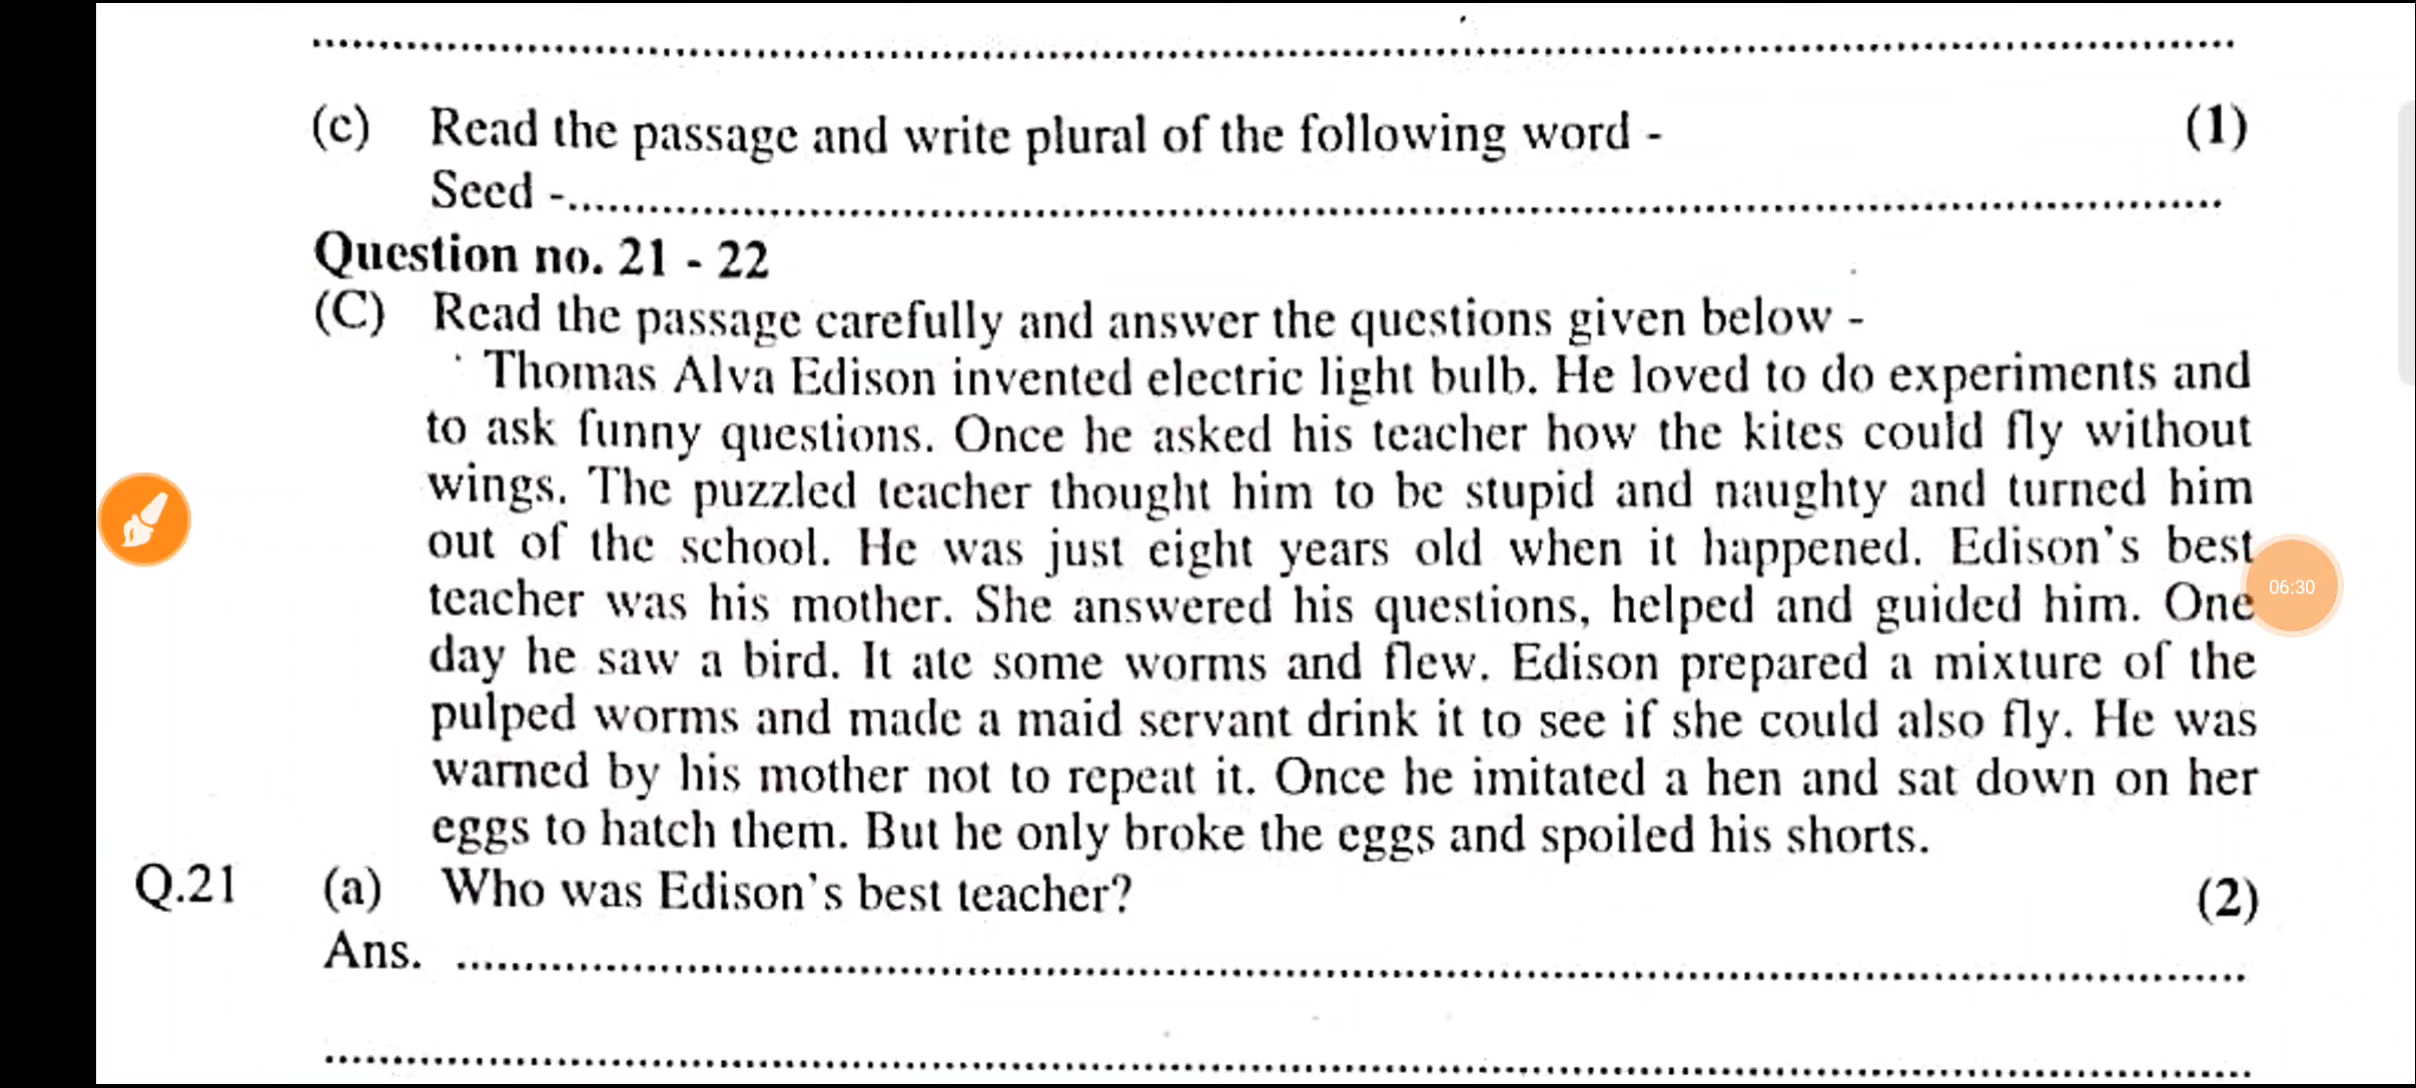 (c) Read the passage and write plural of the following word - (1)
Seed -
Question no. 21 - 22
(C) Read the passage carefully and answer the questions given below -
Thomas Alva Edison invented electric light bulb. He loved to do experiments and
to ask funny questions. Once he asked his teacher how the kites could fly without
wings. The puzzled teacher thought him to be stupid and naughty and turned him
out of the school. He was just eight years old when it happened. Edison's best
teacher was his mother. She answered his questions, helped and guided him. One
06:30
day he saw a bird. It ate some worms and flew. Edison prepared a mixture of the
pulped worms and made a maid servant drink it to see if she could also fly. He was
warned by his mother not to repeat it. Once he imitated a hen and sat down on her
eggs to hatch them. But he only broke the eggs and spoiled his shorts.
Q.21 (a) Who was Edison's best teacher? (2)
Ans.